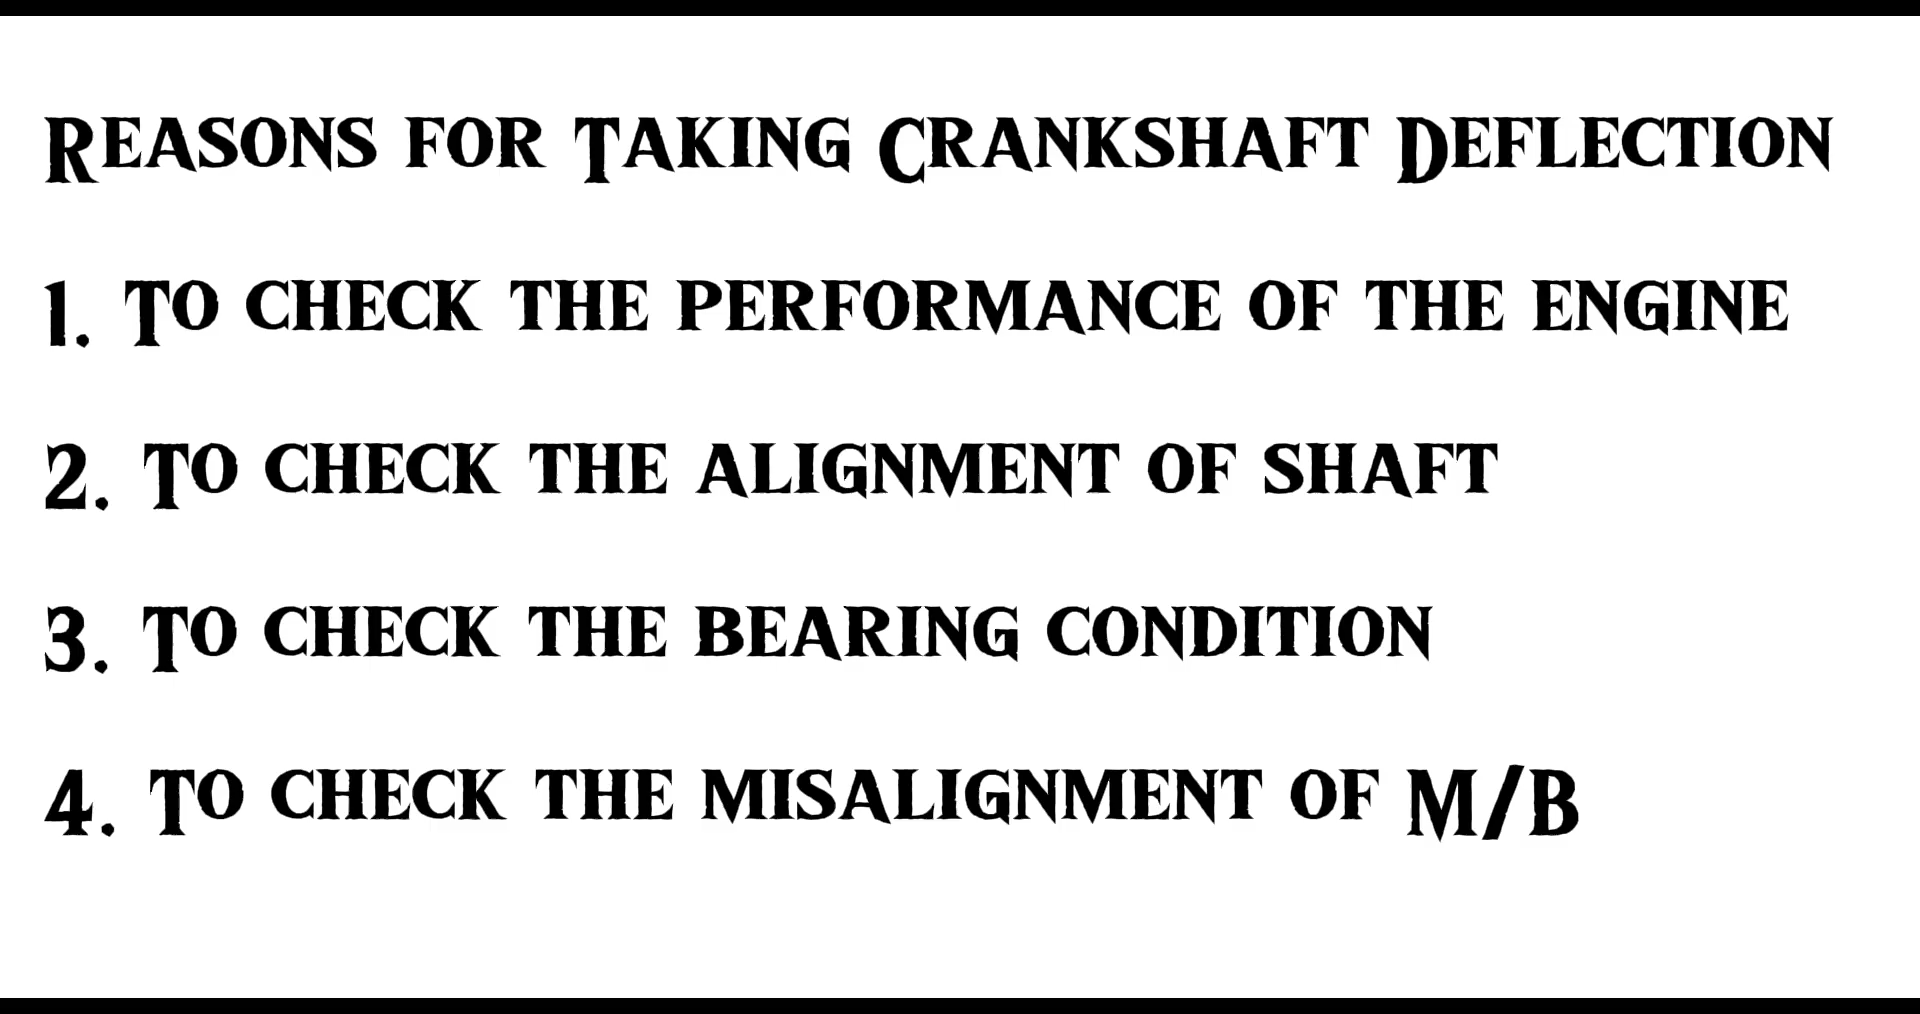 Reasons for Taking Crankshaft Deflection
1. To check the performance of the engine
2. To check the alignment of shaft
3. To check the bearing condition
4. To check the misalignment of M/B